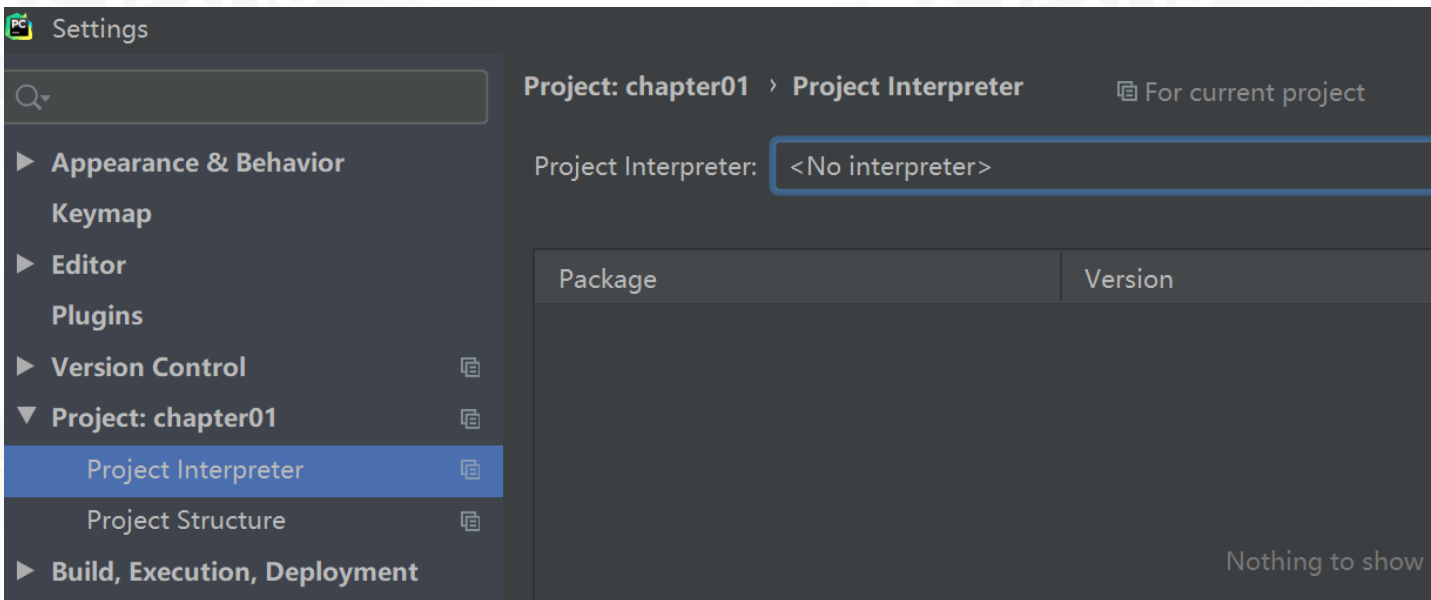 PC
Settings
Project: chapter01 › Project Interpreter
For current project
Appearance & Behavior
Keymap
Editor
Plugins
Version Control
Project: chapter01
Project Interpreter
Project Structure
Build, Execution, Deployment
Project Interpreter: <No interpreter>
Package Version
Nothing to show